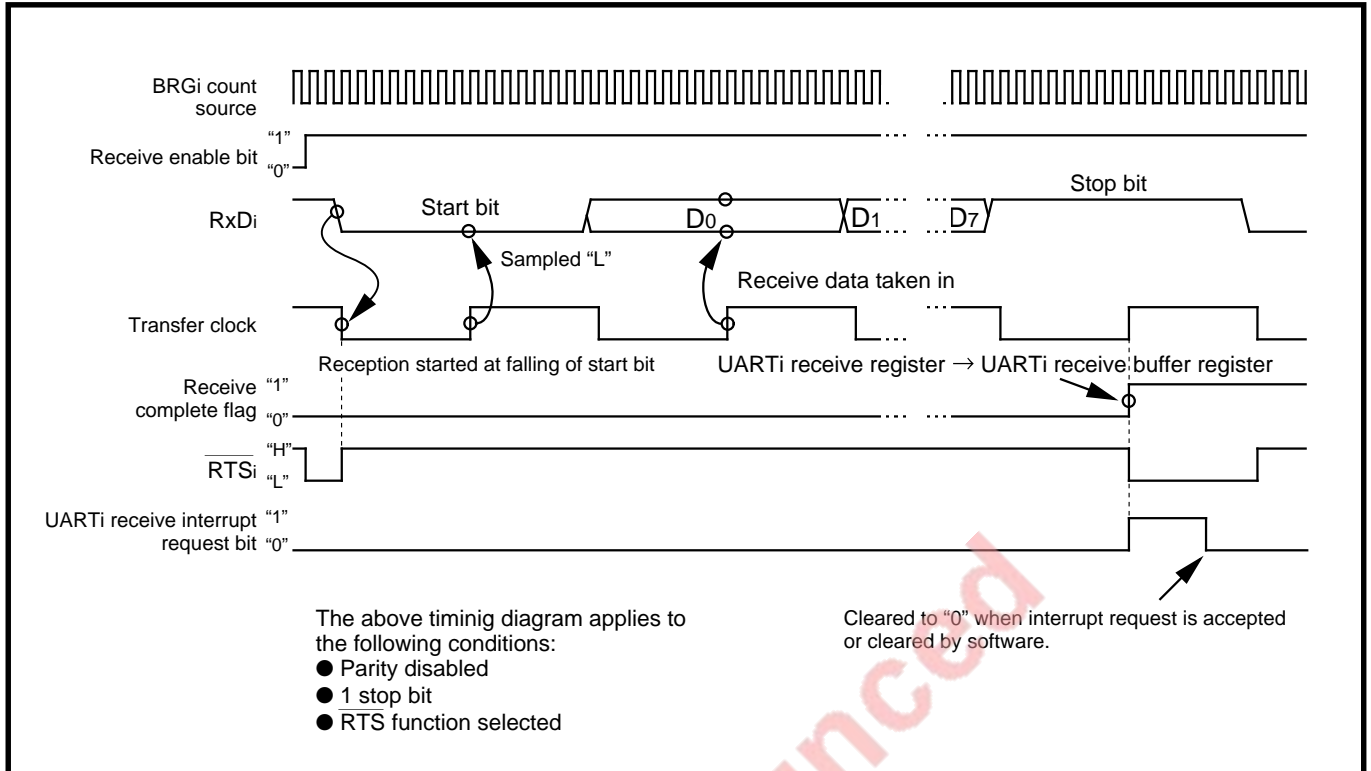 BRGi count
source
Receive enable bit
“1”
“0”
RxDi
Start bit
D0
D1
D7
Stop bit
Sampled “L”
Receive data taken in
Transfer clock
Reception started at falling of start bit
UARTi receive register → UARTi receive buffer register
Receive
complete flag
“1”
“0”
RTSi
“H”
“L”
UARTi receive interrupt
request bit
“1”
“0”
The above timinig diagram applies to
the following conditions:
● Parity disabled
● 1 stop bit
● RTS function selected
Cleared to “0” when interrupt request is accepted
or cleared by software.